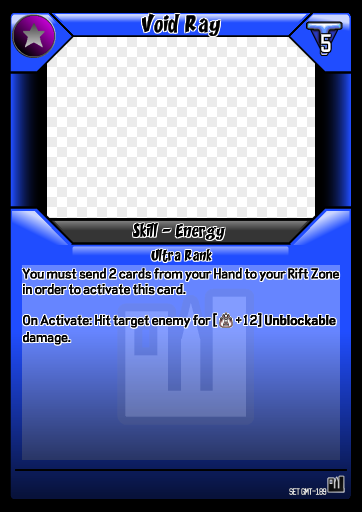 Void Ray
5
Skill - Energy
Ultra Rank
You must send 2 cards from your Hand to your Rift Zone
in order to activate this card.
On Activate: Hit target enemy for [ +12] Unblockable
damage.
SET GMT-189